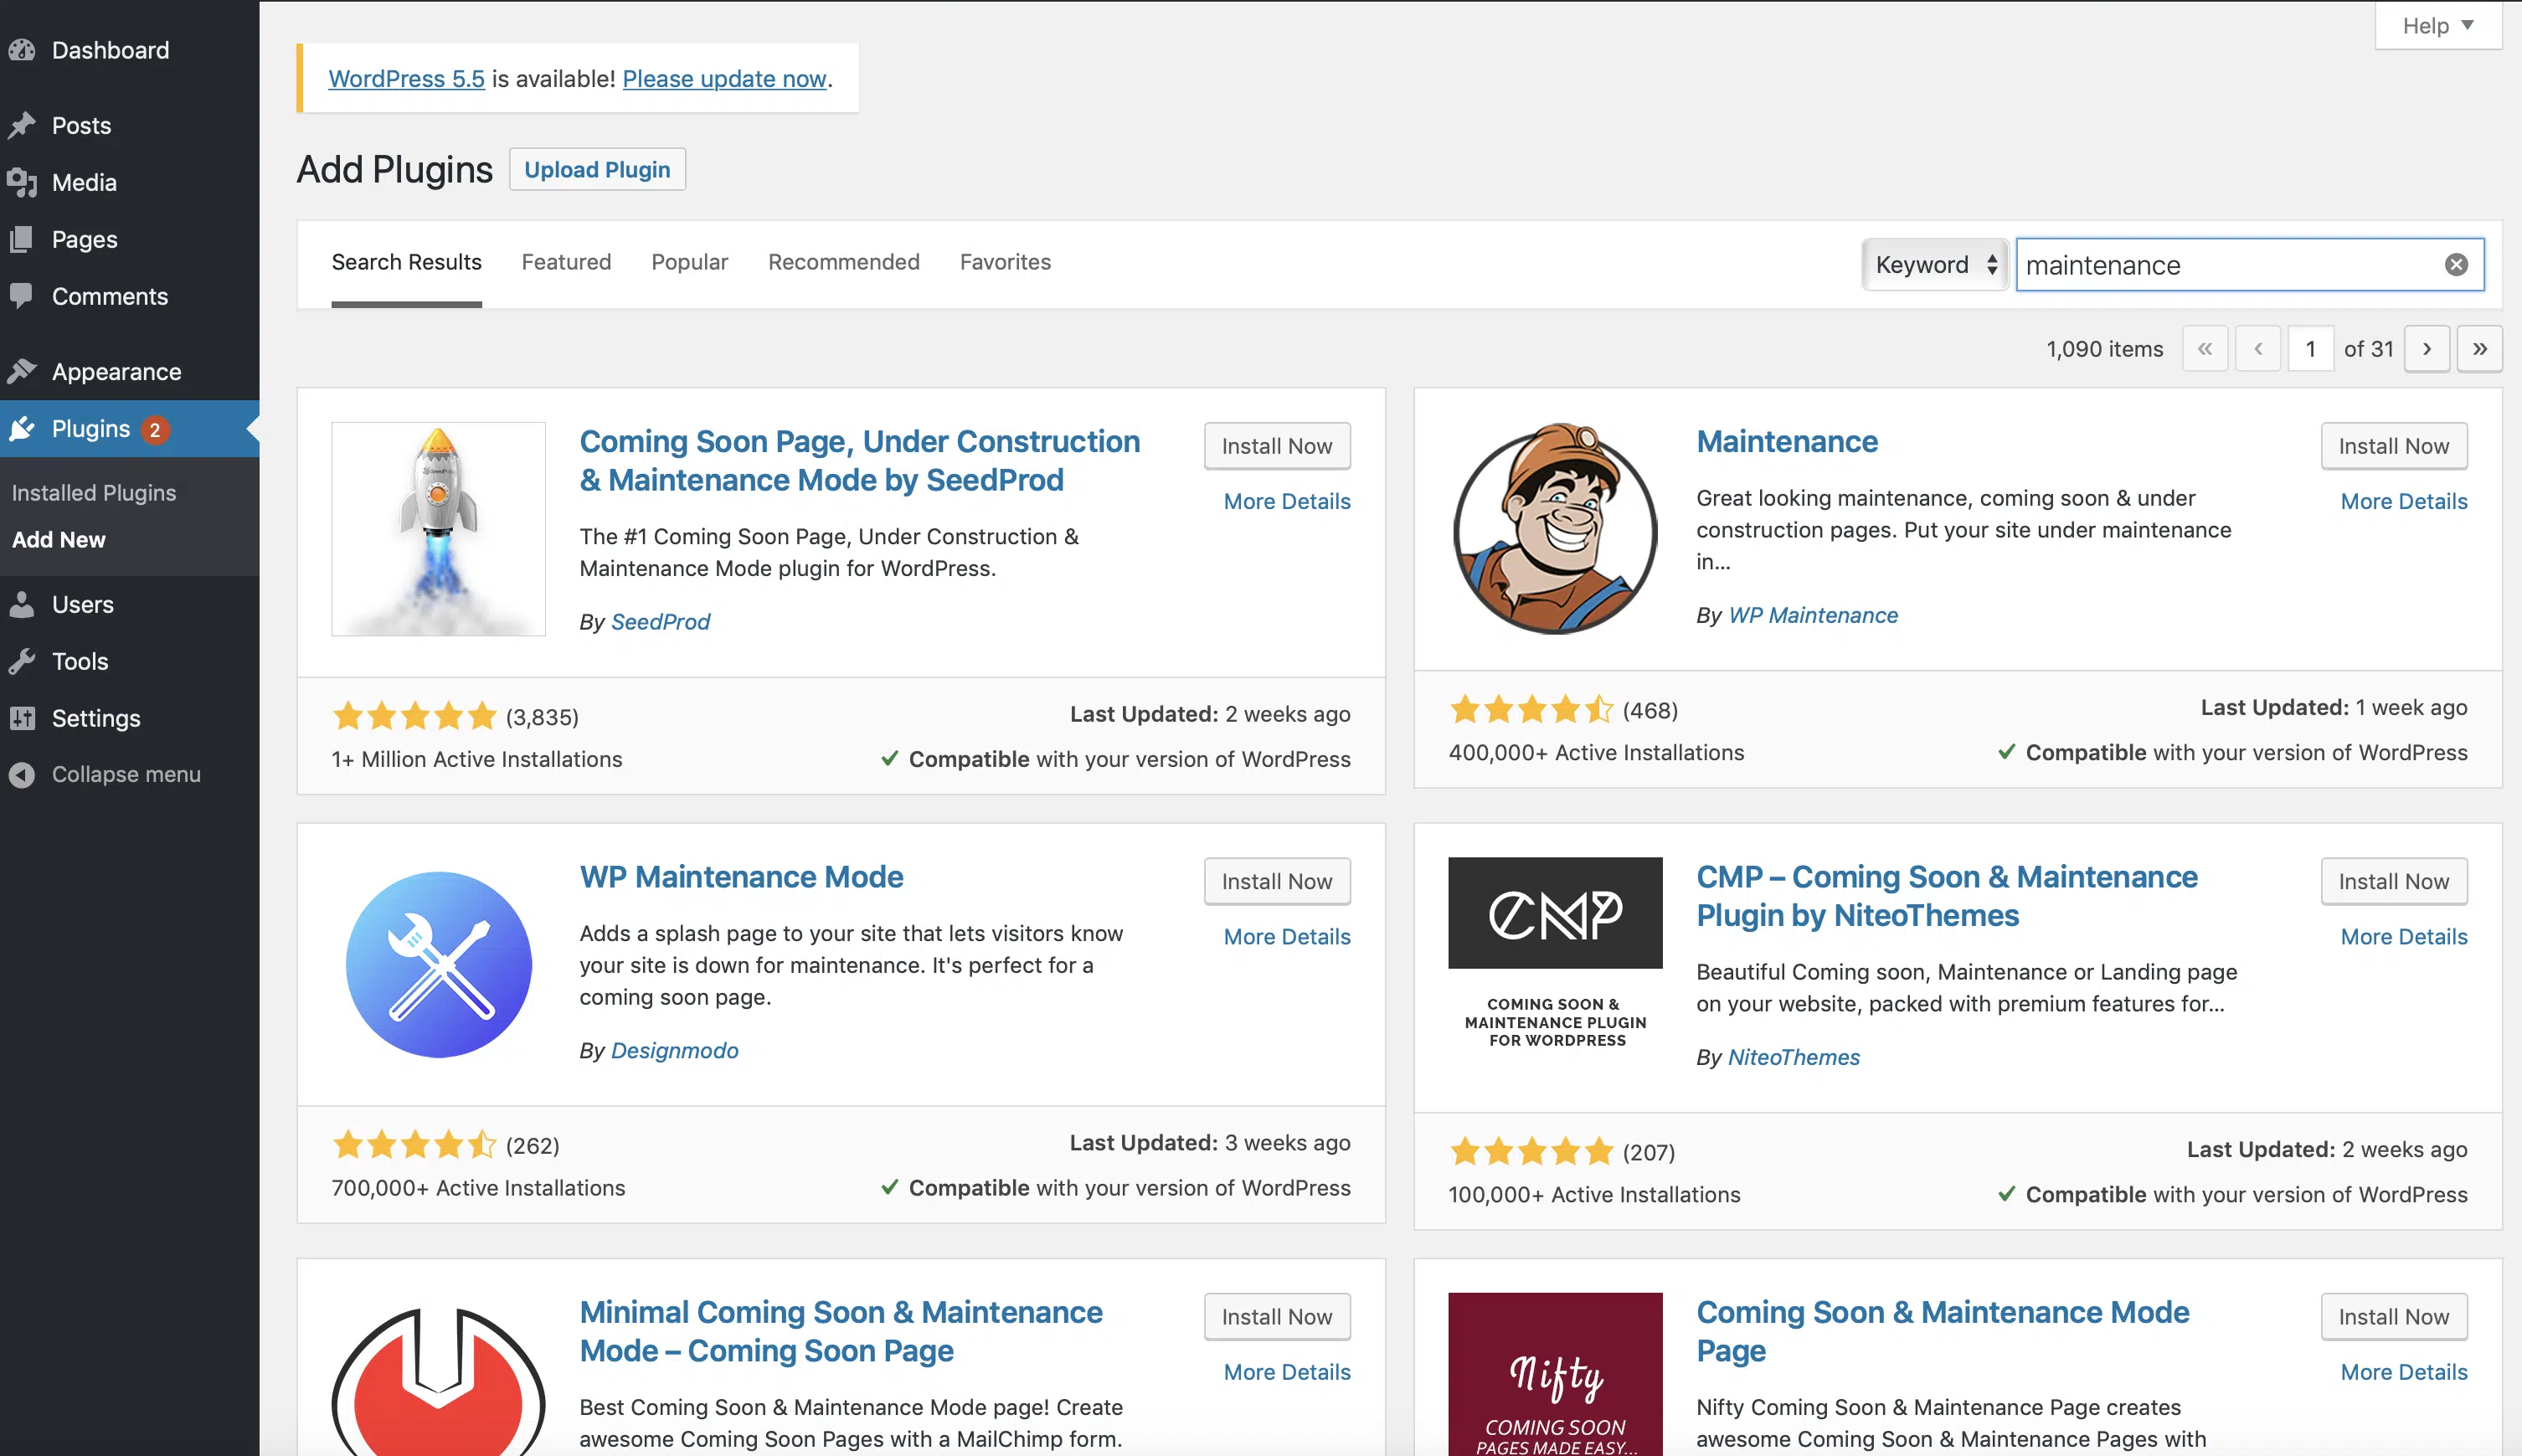 Dashboard
Posts
Media
Pages
Comments
Appearance
Plugins 2
Installed Plugins
Add New
Users
Tools
Settings
Collapse menu
Help
WordPress 5.5 is available! Please update now.
Add Plugins Upload Plugin
Search Results Featured Popular Recommended Favorites Keyword maintenance
1,090 items « ‹ 1 of 31 › »
Coming Soon Page, Under Construction
& Maintenance Mode by SeedProd
Install Now
More Details
The #1 Coming Soon Page, Under Construction &
Maintenance Mode plugin for WordPress.
By SeedProd
(3,835)
Last Updated: 2 weeks ago
1+ Million Active Installations
Compatible with your version of WordPress
Maintenance
Install Now
More Details
Great looking maintenance, coming soon & under
construction pages. Put your site under maintenance
in...
By WP Maintenance
(468)
Last Updated: 1 week ago
400,000+ Active Installations
Compatible with your version of WordPress
WP Maintenance Mode
Install Now
More Details
Adds a splash page to your site that lets visitors know
your site is down for maintenance. It's perfect for a
coming soon page.
By Designmodo
(262)
Last Updated: 3 weeks ago
700,000+ Active Installations
Compatible with your version of WordPress
CMP
COMING SOON &
MAINTENANCE PLUGIN
FOR WORDPRESS
CMP – Coming Soon & Maintenance
Plugin by NiteoThemes
Install Now
More Details
Beautiful Coming soon, Maintenance or Landing page
on your website, packed with premium features for...
By NiteoThemes
(207)
Last Updated: 2 weeks ago
100,000+ Active Installations
Compatible with your version of WordPress
Minimal Coming Soon & Maintenance
Mode – Coming Soon Page
Install Now
More Details
Best Coming Soon & Maintenance Mode page! Create
awesome Coming Soon Pages with a MailChimp form.
Nifty
COMING SOON
PAGES MADE EASY...
Coming Soon & Maintenance Mode
Page
Install Now
More Details
Nifty Coming Soon & Maintenance Page creates
awesome Coming Soon & Maintenance Pages with